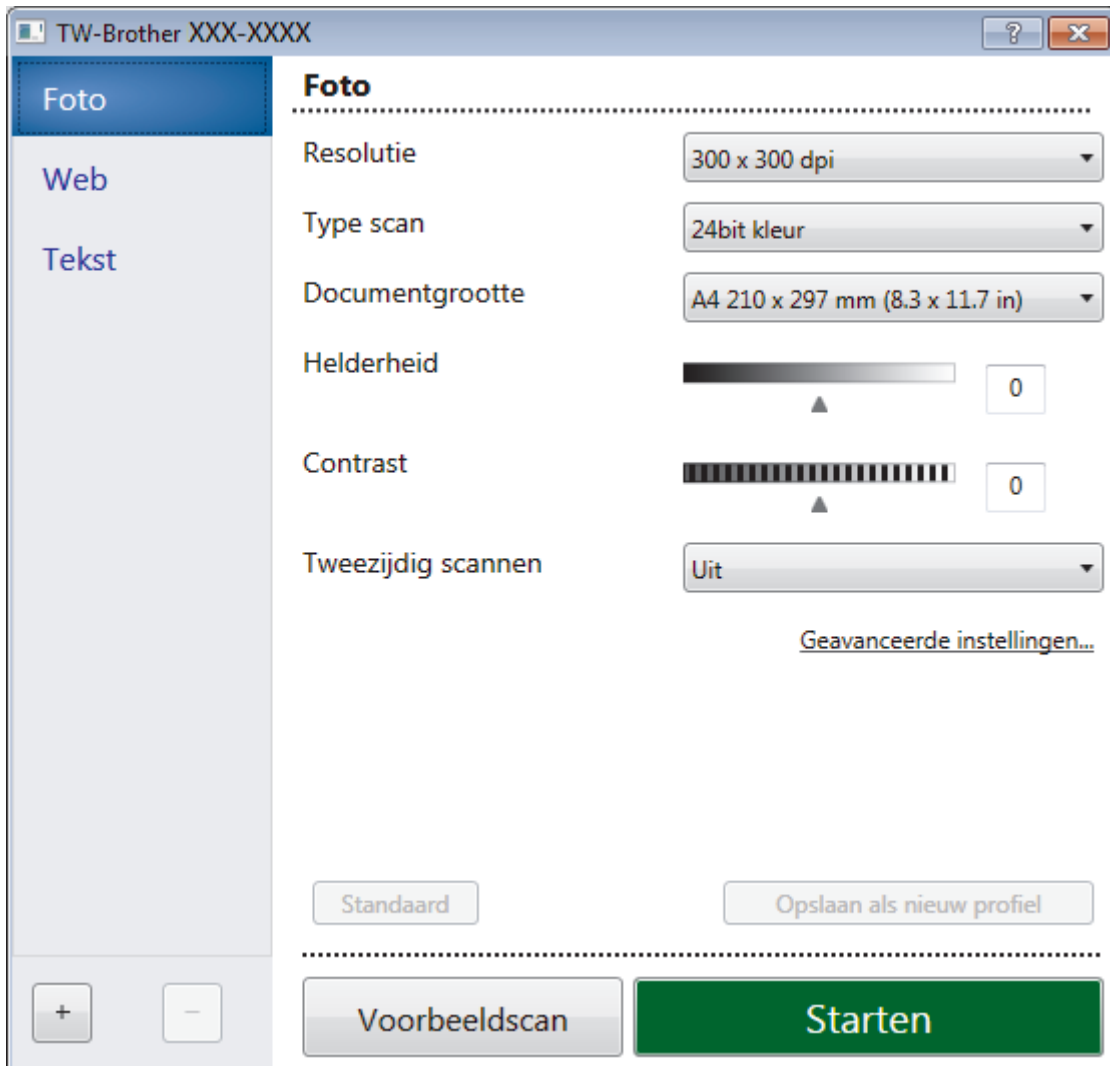 TW-Brother XXX-XXXX
?
Foto
Web
Tekst
+
−
Foto
Resolutie
300 x 300 dpi
Type scan
24bit kleur
Documentgrootte
A4 210 x 297 mm (8.3 x 11.7 in)
Helderheid
0
Contrast
0
Tweezijdig scannen
Uit
Geavanceerde instellingen...
Standaard
Opslaan als nieuw profiel
Voorbeeldscan
Starten